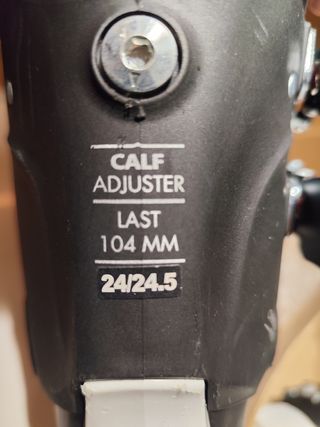 CALF
ADJUSTER
LAST
104 MM
24/24.5